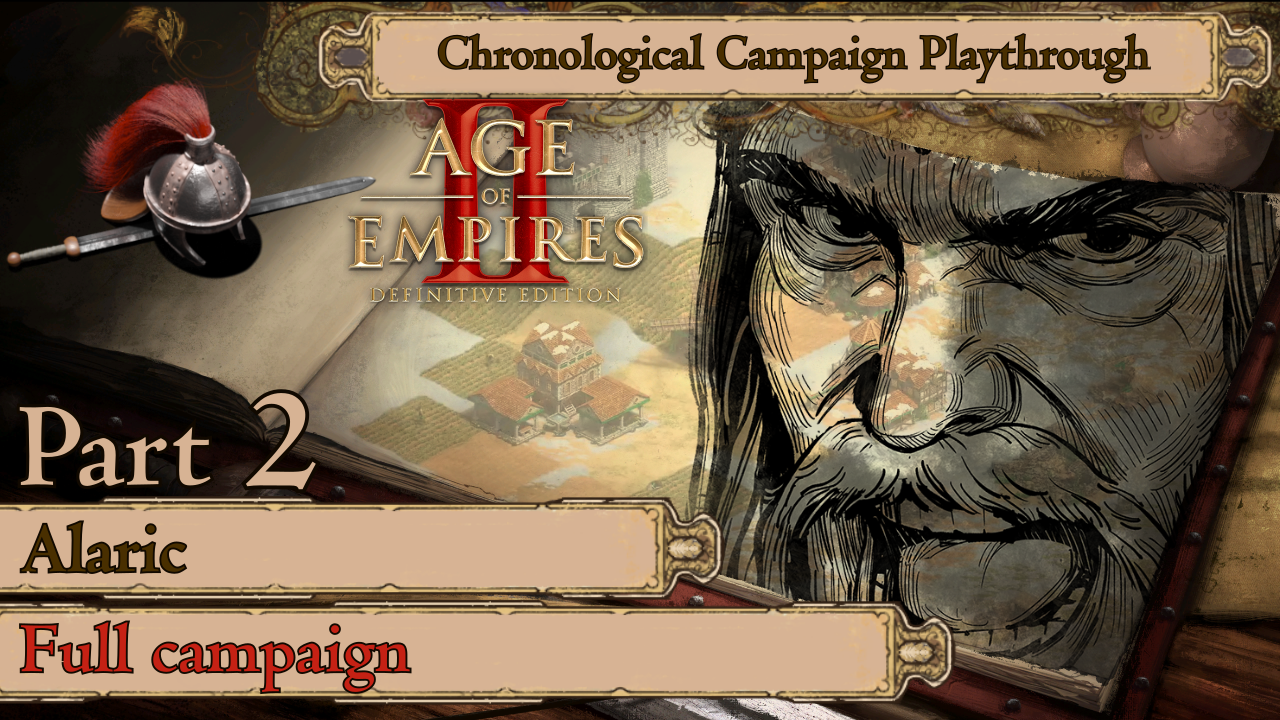 Chronological Campaign Playthrough
AGE
II
OF
EMPIRES
DEFINITIVE EDITION
Part 2
Alaric
Full campaign